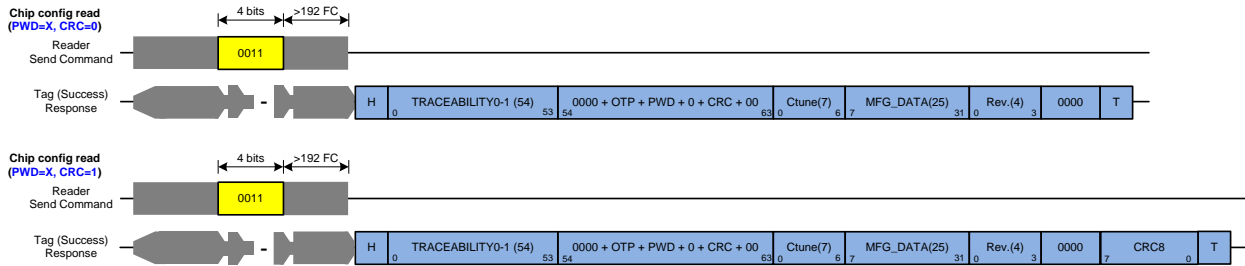 Chip config read
(PWD=X, CRC=0)
4 bits
>192 FC
Reader
Send Command
0011
Tag (Success)
Response
-
H
TRACEABILITY0-1 (54)
0
53
0000 + OTP + PWD + 0 + CRC + 00
54
63
Ctune(7)
0
6
MFG_DATA(25)
7
31
Rev.(4)
0
3
0000
T
Chip config read
(PWD=X, CRC=1)
4 bits
>192 FC
Reader
Send Command
0011
Tag (Success)
Response
-
H
TRACEABILITY0-1 (54)
0
53
0000 + OTP + PWD + 0 + CRC + 00
54
63
Ctune(7)
0
6
MFG_DATA(25)
7
31
Rev.(4)
0
3
0000
CRC8
7
0
T